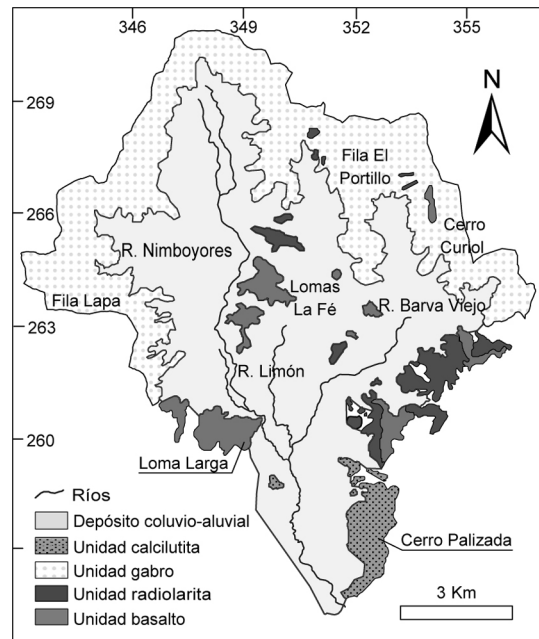 346 349 352 355
N
269
Fila El
Portillo
266
Cerro
Curiol
R. Nimboyores
Lomas
La Fé
Fila Lapa
R. Barva Viejo
263
R. Limón
260
Loma Larga
Ríos
Depósito coluvio-aluvial
Unidad calcilutita
Cerro Palizada
Unidad gabro
Unidad radiolarita
3 Km
Unidad basalto